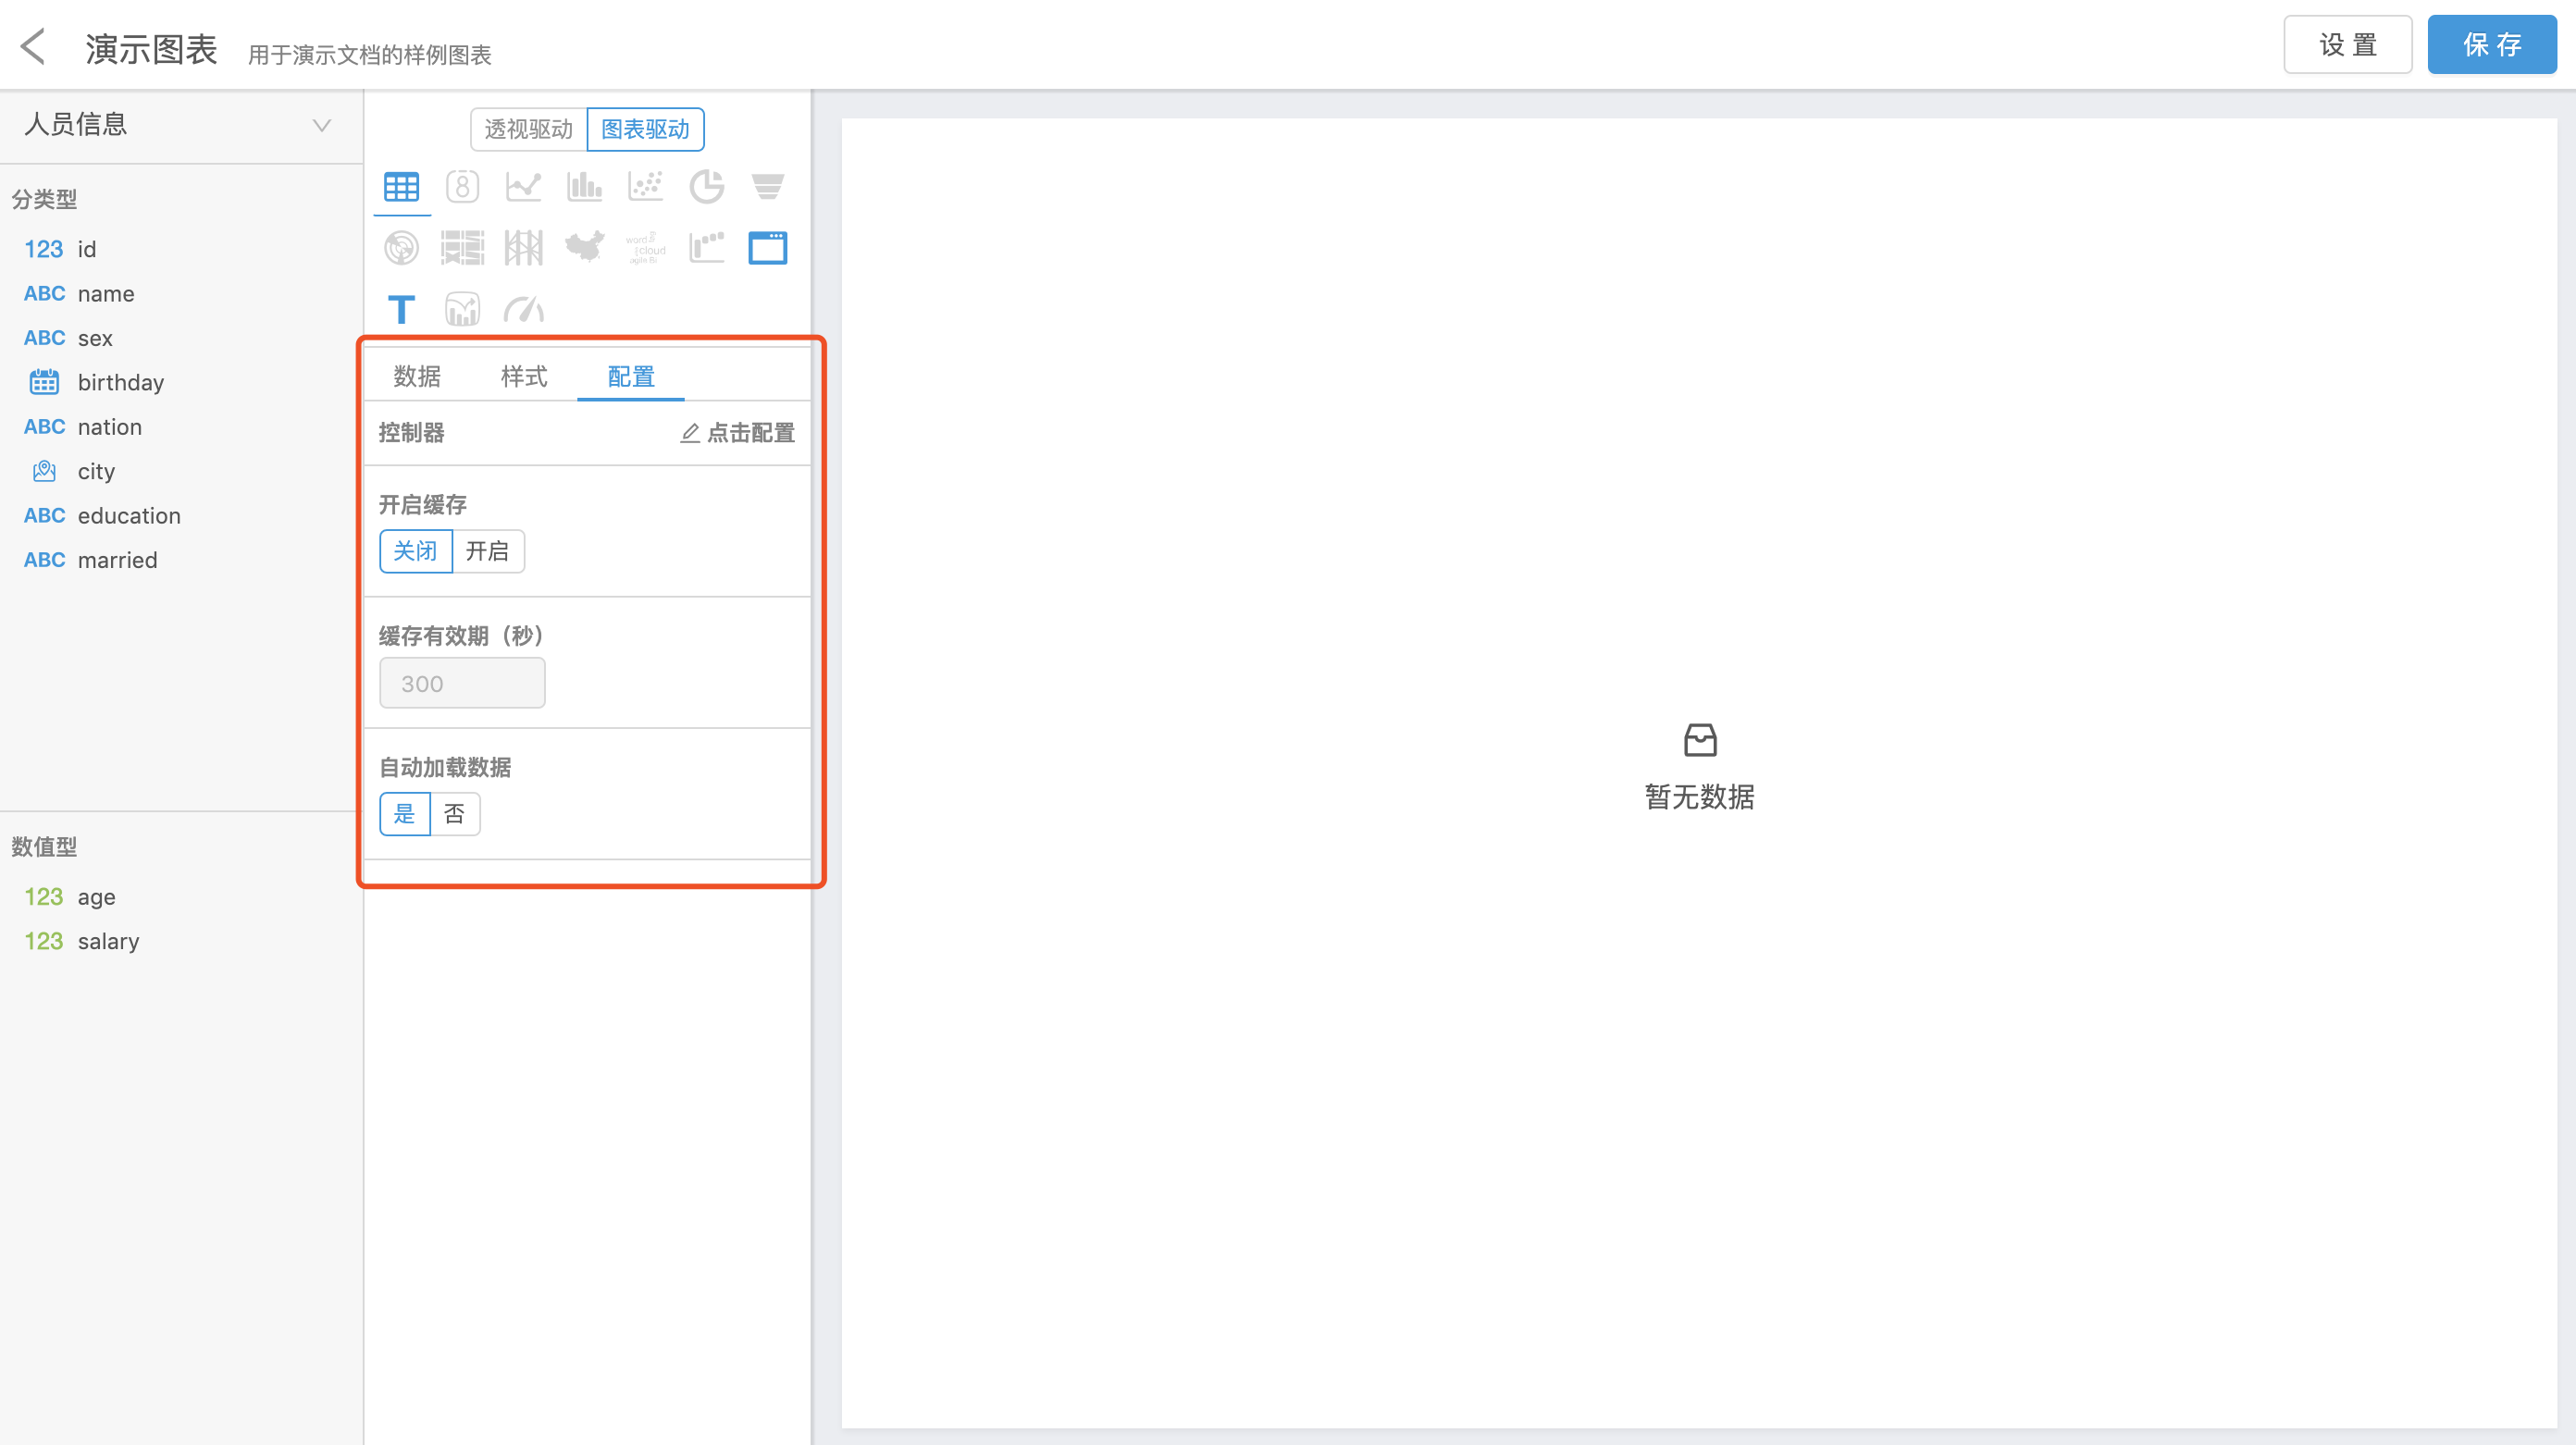 演示图表 用于演示文档的样例图表
设 置
保 存
人员信息
分类型
123 id
ABC name
ABC sex
birthday
ABC nation
city
ABC education
ABC married
数值型
123 age
123 salary
透视驱动 图表驱动
8
word
cloud
agile BI
T
数据 样式 配置
控制器 点击配置
开启缓存
关闭 开启
缓存有效期（秒）
300
自动加载数据
是 否
暂无数据